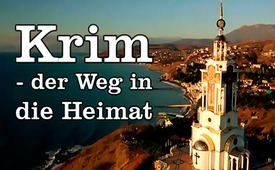 Krim
- der Weg in
die Heimat